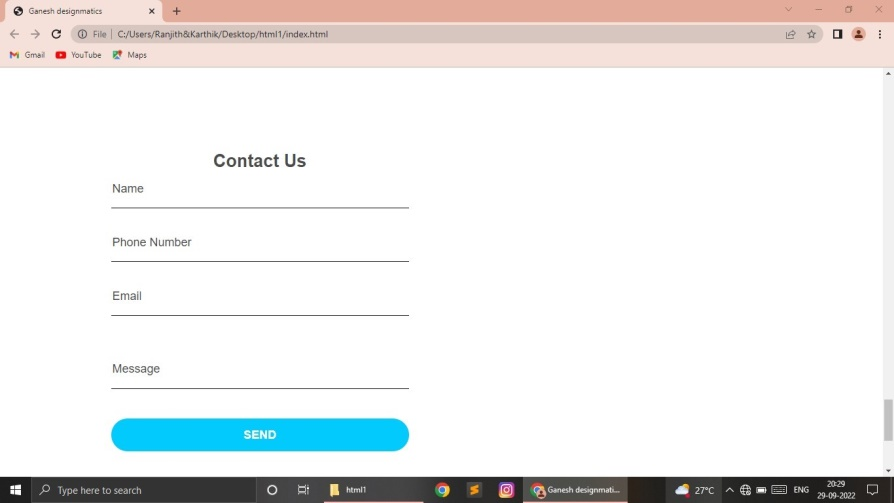 Ganesh designmatics
File C:/Users/Ranjith&Karthik/Desktop/html1/index.html
Gmail YouTube Maps
Contact Us
Name
Phone Number
Email
Message
SEND
Type here to search html1 Ganesh designmati... 27°C ENG 20:29
29-09-2022